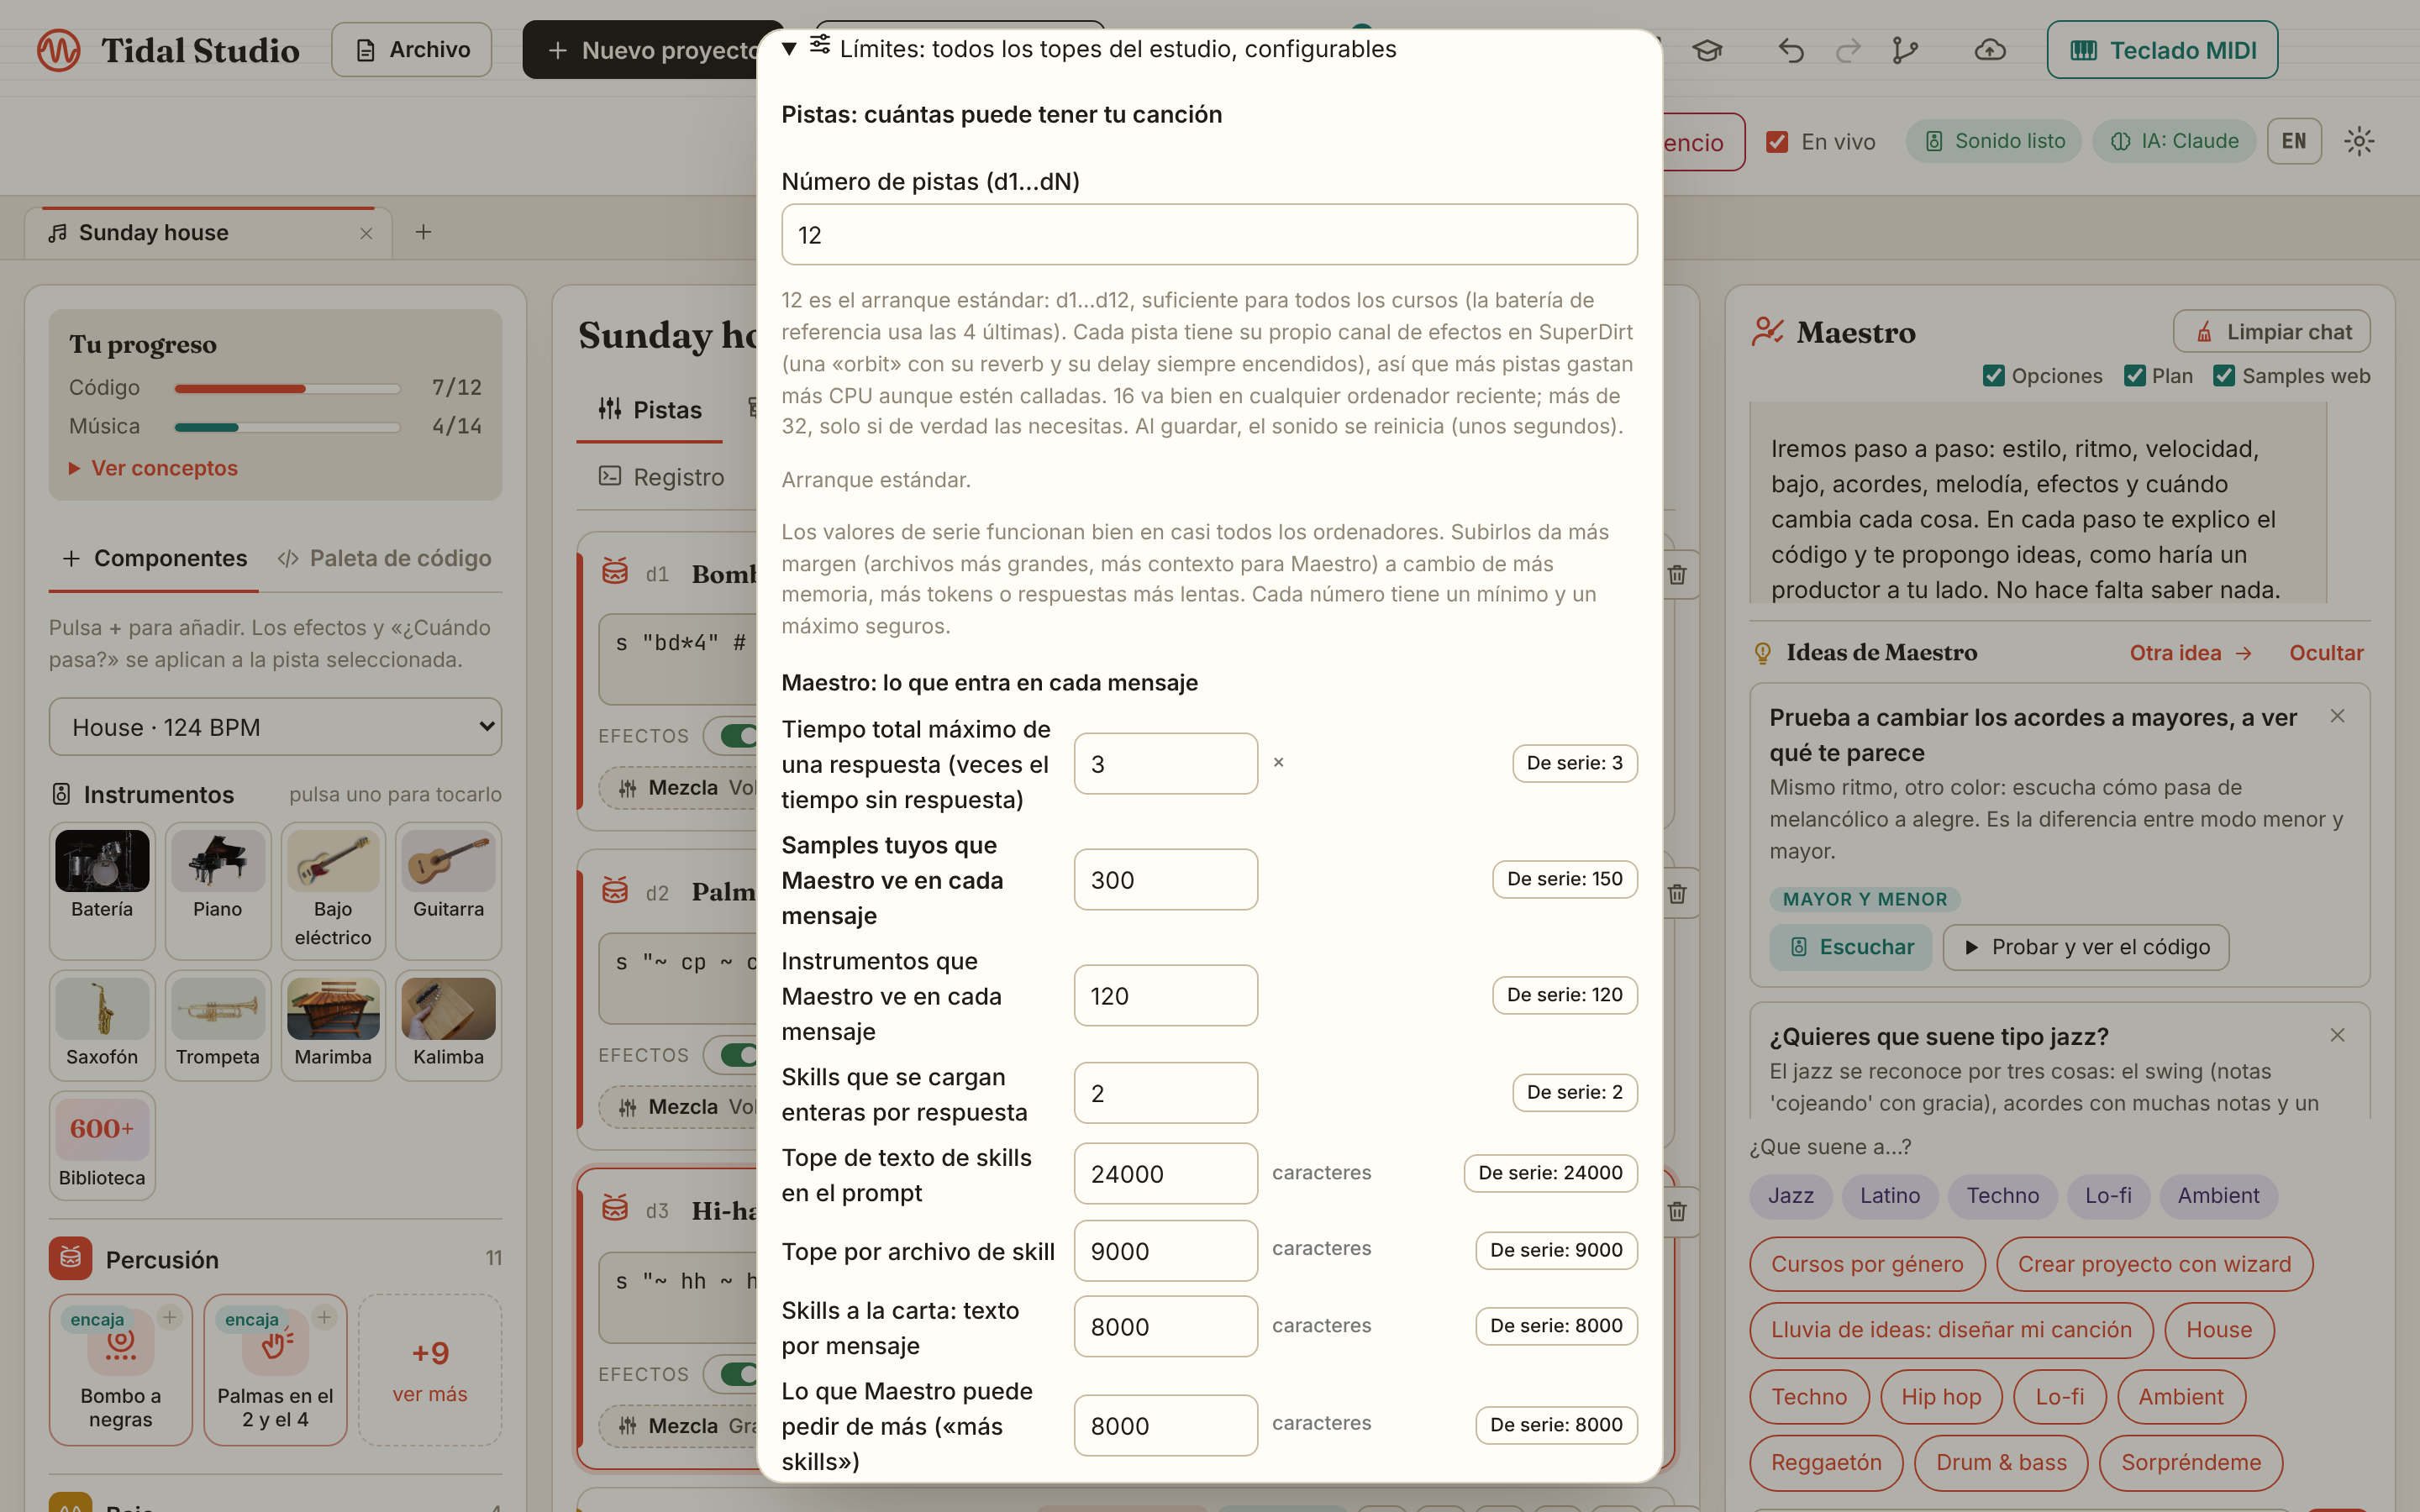 Tidal Studio
Archivo
Nuevo proyecto
Teclado MIDI
encio
En vivo
Sonido listo
IA: Claude
EN
Sunday house
Tu progreso
Código 7/12
Música 4/14
Ver conceptos
Componentes
Paleta de código
Pulsa + para añadir. Los efectos y «¿Cuándo
pasa?» se aplican a la pista seleccionada.
House · 124 BPM
Instrumentos
pulsa uno para tocarlo
Batería
Piano
Bajo
eléctrico
Guitarra
Saxofón
Trompeta
Marimba
Kalimba
600+
Biblioteca
Percusión
11
encaja
Bombo a
negras
encaja
Palmas en el
2 y el 4
+9
ver más
Sunday ho
Pistas
Registro
d1 Bomb
s "bd*4" #
EFECTOS
Mezcla Vol
d2 Palm
s "~ cp ~ c
EFECTOS
Mezcla Vol
d3 Hi-ha
s "~ hh ~ h
EFECTOS
Mezcla Gra
Límites: todos los topes del estudio, configurables
Pistas: cuántas puede tener tu canción
Número de pistas (d1…dN)
12
12 es el arranque estándar: d1…d12, suficiente para todos los cursos (la batería de
referencia usa las 4 últimas). Cada pista tiene su propio canal de efectos en SuperDirt
(una «orbit» con su reverb y su delay siempre encendidos), así que más pistas gastan
más CPU aunque estén calladas. 16 va bien en cualquier ordenador reciente; más de
32, solo si de verdad las necesitas. Al guardar, el sonido se reinicia (unos segundos).
Arranque estándar.
Los valores de serie funcionan bien en casi todos los ordenadores. Subirlos da más
margen (archivos más grandes, más contexto para Maestro) a cambio de más
memoria, más tokens o respuestas más lentas. Cada número tiene un mínimo y un
máximo seguros.
Maestro: lo que entra en cada mensaje
Tiempo total máximo de
una respuesta (veces el
tiempo sin respuesta)
3
×
De serie: 3
Samples tuyos que
Maestro ve en cada
mensaje
300
De serie: 150
Instrumentos que
Maestro ve en cada
mensaje
120
De serie: 120
Skills que se cargan
enteras por respuesta
2
De serie: 2
Tope de texto de skills
en el prompt
24000
caracteres
De serie: 24000
Tope por archivo de skill
9000
caracteres
De serie: 9000
Skills a la carta: texto
por mensaje
8000
caracteres
De serie: 8000
Lo que Maestro puede
pedir de más («más
skills»)
8000
caracteres
De serie: 8000
Maestro
Limpiar chat
Opciones
Plan
Samples web
Iremos paso a paso: estilo, ritmo, velocidad,
bajo, acordes, melodía, efectos y cuándo
cambia cada cosa. En cada paso te explico el
código y te propongo ideas, como haría un
productor a tu lado. No hace falta saber nada.
Ideas de Maestro
Otra idea →
Ocultar
Prueba a cambiar los acordes a mayores, a ver
qué te parece
Mismo ritmo, otro color: escucha cómo pasa de
melancólico a alegre. Es la diferencia entre modo menor y
mayor.
MAYOR Y MENOR
Escuchar
Probar y ver el código
¿Quieres que suene tipo jazz?
El jazz se reconoce por tres cosas: el swing (notas
'cojeando' con gracia), acordes con muchas notas y un
¿Que suene a...?
Jazz
Latino
Techno
Lo-fi
Ambient
Cursos por género
Crear proyecto con wizard
Lluvia de ideas: diseñar mi canción
House
Techno
Hip hop
Lo-fi
Ambient
Reggaetón
Drum & bass
Sorpréndeme